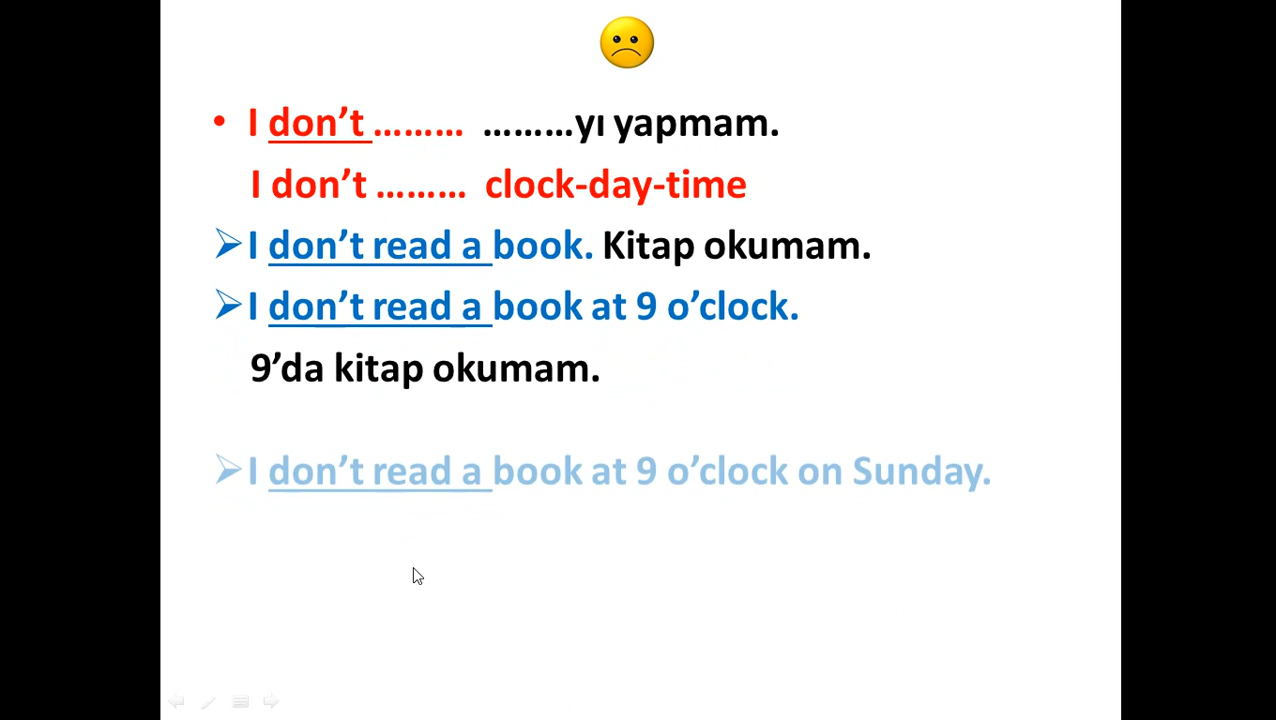 • I don’t ……… ………yı yapmam.
I don’t ……… clock-day-time
➢I don’t read a book. Kitap okumam.
➢I don’t read a book at 9 o’clock.
9’da kitap okumam.
➢I don’t read a book at 9 o’clock on Sunday.